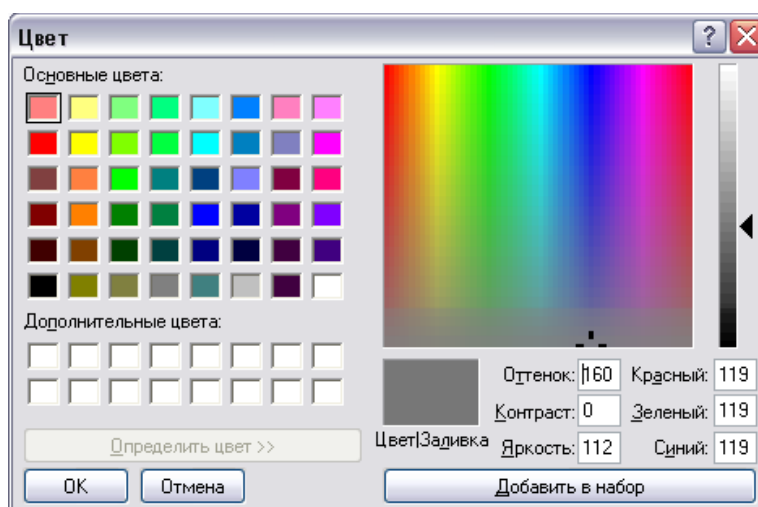 Цвет
Основные цвета:
Дополнительные цвета:
Определить цвет >>
OK
Отмена
Цвет|Заливка
Оттенок: 160
Контраст: 0
Яркость: 112
Красный: 119
Зеленый: 119
Синий: 119
Добавить в набор